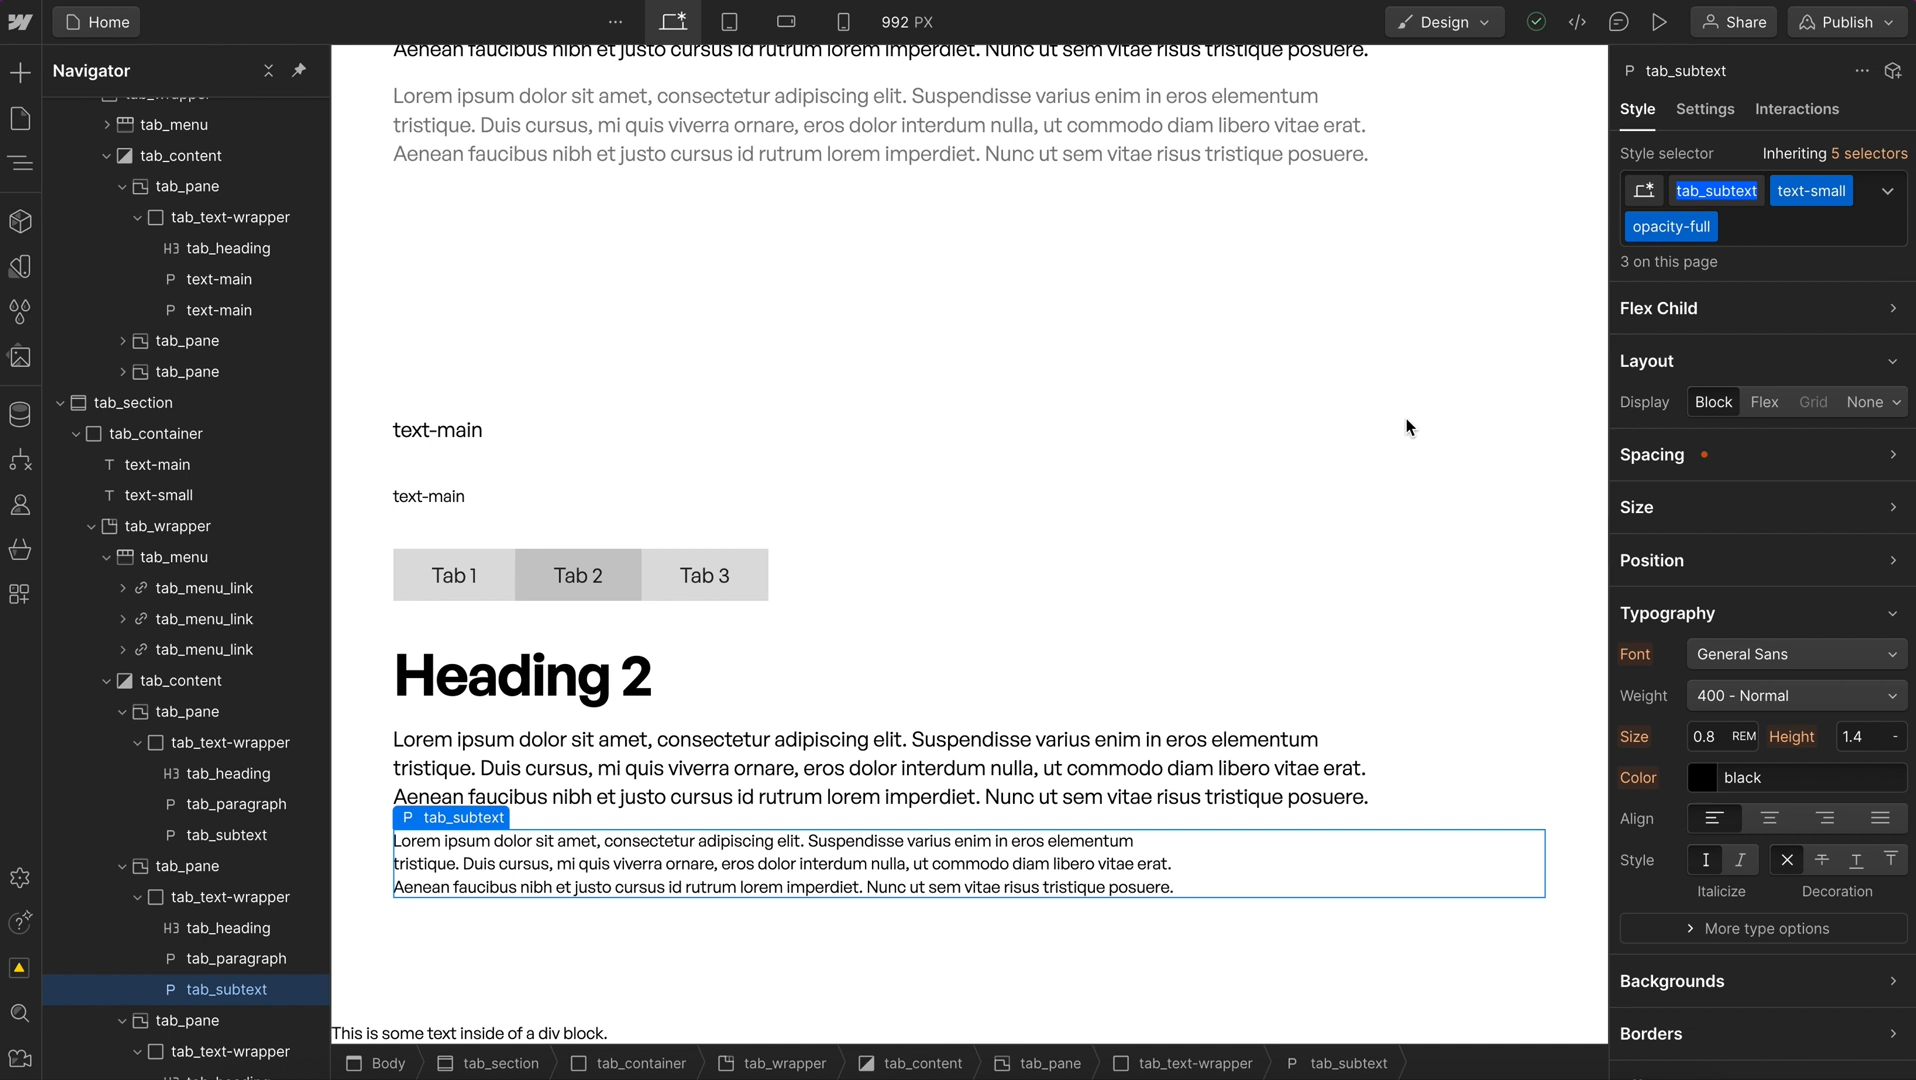 Home
992 PX
Design
Share
Publish
Navigator
tab_wrapper
tab_menu
tab_content
tab_pane
tab_text-wrapper
H3 tab_heading
P text-main
P text-main
tab_pane
tab_pane
tab_section
tab_container
T text-main
T text-small
tab_wrapper
tab_menu
tab_menu_link
tab_menu_link
tab_menu_link
tab_content
tab_pane
tab_text-wrapper
H3 tab_heading
P tab_paragraph
P tab_subtext
tab_pane
tab_text-wrapper
H3 tab_heading
P tab_paragraph
P tab_subtext
tab_pane
tab_text-wrapper
Aenean faucibus nibh et justo cursus id rutrum lorem imperdiet. Nunc ut sem vitae risus tristique posuere.
Lorem ipsum dolor sit amet, consectetur adipiscing elit. Suspendisse varius enim in eros elementum
tristique. Duis cursus, mi quis viverra ornare, eros dolor interdum nulla, ut commodo diam libero vitae erat.
Aenean faucibus nibh et justo cursus id rutrum lorem imperdiet. Nunc ut sem vitae risus tristique posuere.
text-main
text-main
Tab 1 Tab 2 Tab 3
Heading 2
Lorem ipsum dolor sit amet, consectetur adipiscing elit. Suspendisse varius enim in eros elementum
tristique. Duis cursus, mi quis viverra ornare, eros dolor interdum nulla, ut commodo diam libero vitae erat.
Aenean faucibus nibh et justo cursus id rutrum lorem imperdiet. Nunc ut sem vitae risus tristique posuere.
P tab_subtext
Lorem ipsum dolor sit amet, consectetur adipiscing elit. Suspendisse varius enim in eros elementum
tristique. Duis cursus, mi quis viverra ornare, eros dolor interdum nulla, ut commodo diam libero vitae erat.
Aenean faucibus nibh et justo cursus id rutrum lorem imperdiet. Nunc ut sem vitae risus tristique posuere.
This is some text inside of a div block.
Body tab_section tab_container tab_wrapper tab_content tab_pane tab_text-wrapper P tab_subtext
P tab_subtext
Style Settings Interactions
Style selector Inheriting 5 selectors
tab_subtext text-small
opacity-full
3 on this page
Flex Child
Layout
Display Block Flex Grid None
Spacing
Size
Position
Typography
Font General Sans
Weight 400 - Normal
Size 0.8 REM Height 1.4 -
Color black
Align
Style
Italicize Decoration
More type options
Backgrounds
Borders